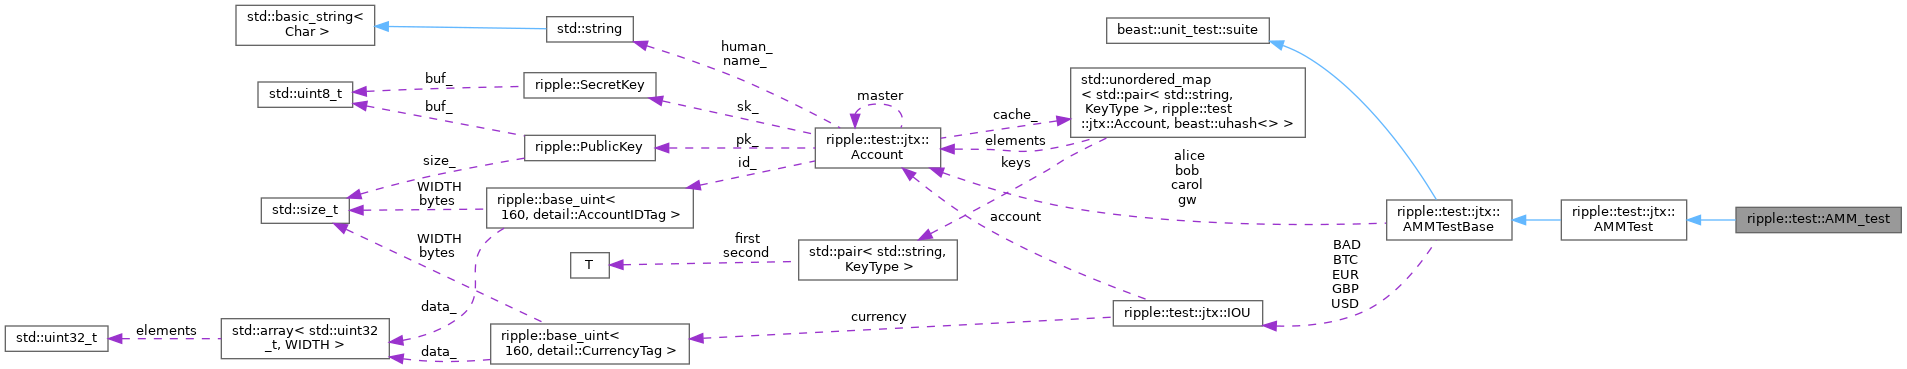 std::basic_string<
Char >
std::string
human_
name_
beast::unit_test::suite
std::uint8_t
buf_
buf_
ripple::SecretKey
sk_
master
ripple::test::jtx::
Account
cache_
elements
std::unordered_map
< std::pair< std::string,
KeyType >, ripple::test
::jtx::Account, beast::uhash<> >
ripple::PublicKey
pk_
id_
keys
size_
WIDTH
bytes
std::size_t
ripple::base_uint<
160, detail::AccountIDTag >
alice
bob
carol
gw
account
ripple::test::jtx::
AMMTestBase
ripple::test::jtx::
AMMTest
ripple::test::AMM_test
WIDTH
bytes
T
first
second
std::pair< std::string,
KeyType >
BAD
BTC
EUR
GBP
USD
data_
std::uint32_t
elements
std::array< std::uint32
_t, WIDTH >
data_
ripple::base_uint<
160, detail::CurrencyTag >
currency
ripple::test::jtx::IOU